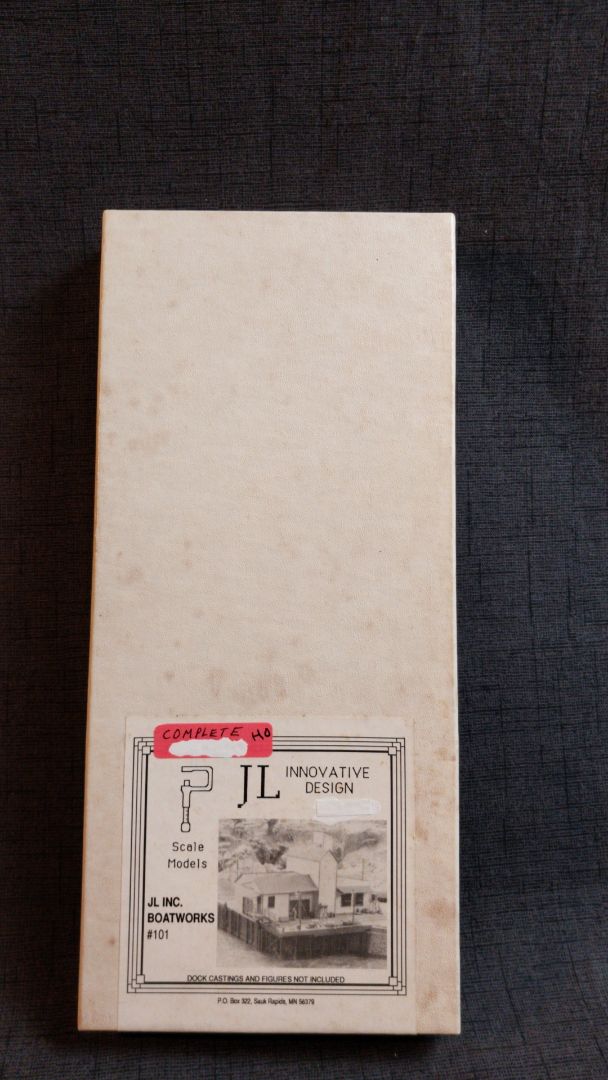 COMPLETE HO
JL INNOVATIVE
DESIGN
Scale
Models
JL INC.
BOATWORKS
#101
DOCK CASTINGS AND FIGURES NOT INCLUDED
P.O. Box 322, Sauk Rapids, MN 56379